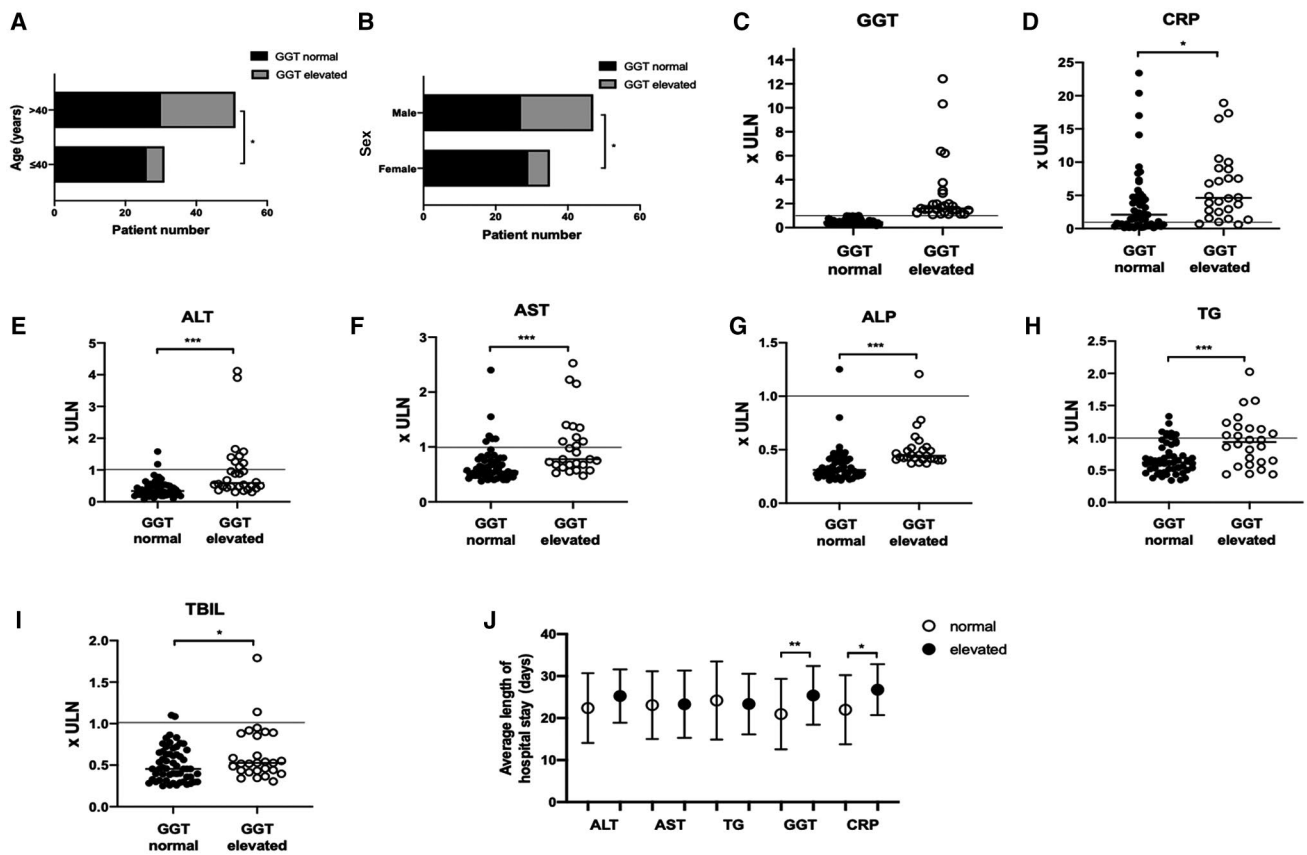 A
GGT normal
GGT elevated
Age (years)
>40
≤40
*
0 20 40 60
Patient number
B
GGT normal
GGT elevated
Sex
Male
Female
*
0 20 40 60
Patient number
C
GGT
x ULN
14
12
10
8
6
4
2
0
GGT GGT
normal elevated
D
CRP
*
x ULN
25
20
15
10
5
0
GGT GGT
normal elevated
E
ALT
***
x ULN
5
4
3
2
1
0
GGT GGT
normal elevated
F
AST
***
x ULN
3
2
1
0
GGT GGT
normal elevated
G
ALP
***
x ULN
1.5
1.0
0.5
0.0
GGT GGT
normal elevated
H
TG
***
x ULN
2.5
2.0
1.5
1.0
0.5
0.0
GGT GGT
normal elevated
I
TBIL
*
x ULN
2.0
1.5
1.0
0.5
0.0
GGT GGT
normal elevated
J
normal
elevated
** *
Average length of
hospital stay (days)
40
30
20
10
0
ALT AST TG GGT CRP